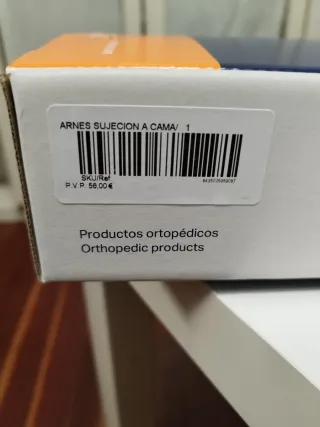 ARNES SUJECION A CAMA/ 1
SKU/Ref
P.V.P. 56,00 €
Productos ortopédicos
Orthopedic products